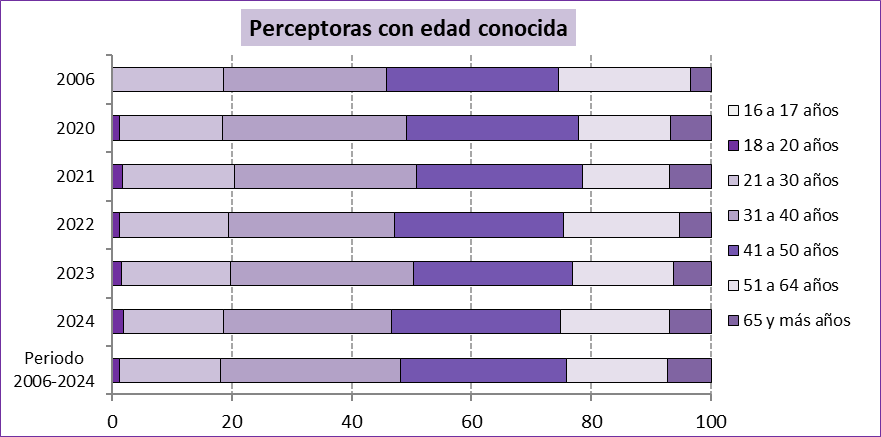 Perceptoras con edad conocida
2006
2020
2021
2022
2023
2024
Periodo
2006-2024
0
20
40
60
80
100
16 a 17 años
18 a 20 años
21 a 30 años
31 a 40 años
41 a 50 años
51 a 64 años
65 y más años